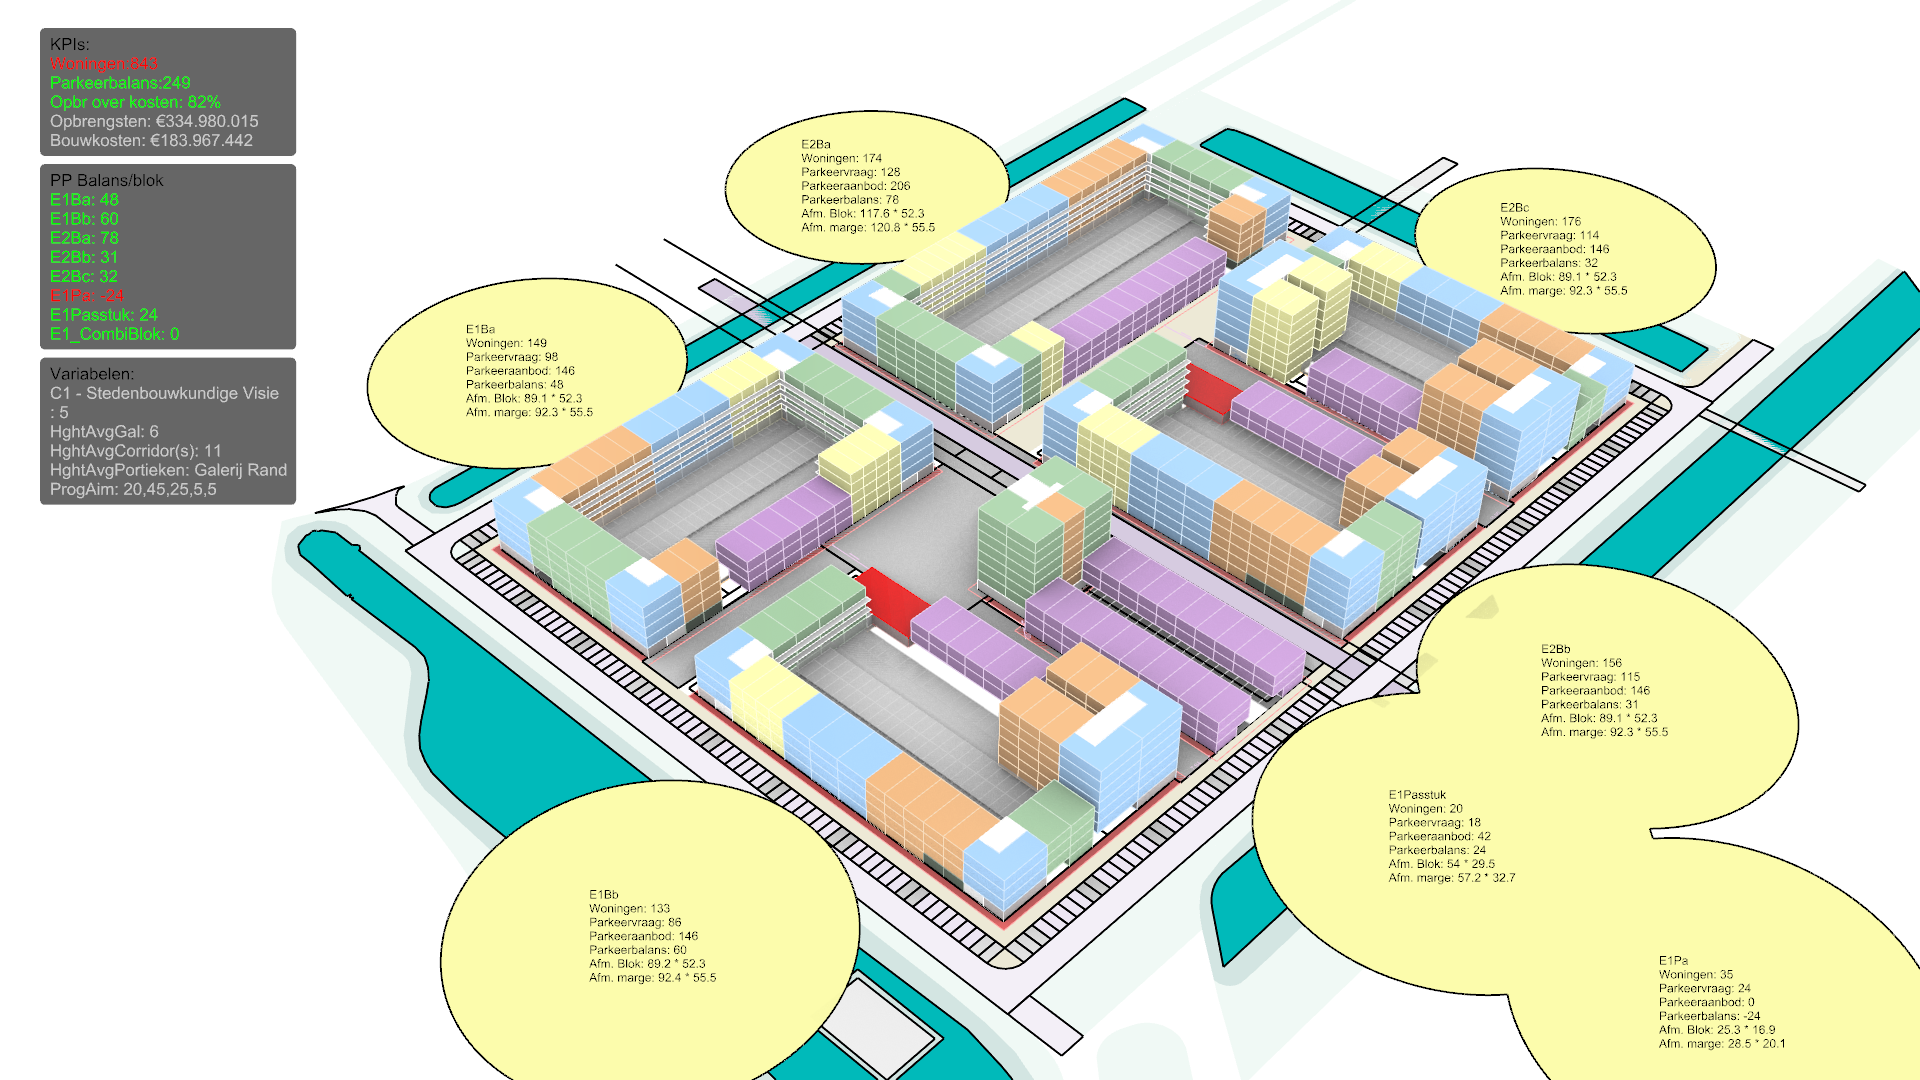 KPIs:
Woningen:843
Parkeerbalans:249
Opbr over kosten: 82%
Opbrengsten: €334.980.015
Bouwkosten: €183.967.442
PP Balans/blok
E1Ba: 48
E1Bb: 60
E2Ba: 78
E2Bb: 31
E2Bc: 32
E1Pa: -24
E1Passtuk: 24
E1_CombiBlok: 0
Variabelen:
C1 - Stedenbouwkundige Visie
: 5
HghtAvgGal: 6
HghtAvgCorridor(s): 11
HghtAvgPortieken: Galerij Rand
ProgAim: 20,45,25,5,5
E2Ba
Woningen: 174
Parkeervraag: 128
Parkeeraanbod: 206
Parkeerbalans: 78
Afm. Blok: 117.6 * 52.3
Afm. marge: 120.8 * 55.5
E2Bc
Woningen: 176
Parkeervraag: 114
Parkeeraanbod: 146
Parkeerbalans: 32
Afm. Blok: 89.1 * 52.3
Afm. marge: 92.3 * 55.5
E1Ba
Woningen: 149
Parkeervraag: 98
Parkeeraanbod: 146
Parkeerbalans: 48
Afm. Blok: 89.1 * 52.3
Afm. marge: 92.3 * 55.5
E2Bb
Woningen: 156
Parkeervraag: 115
Parkeeraanbod: 146
Parkeerbalans: 31
Afm. Blok: 89.1 * 52.3
Afm. marge: 92.3 * 55.5
E1Passtuk
Woningen: 20
Parkeervraag: 18
Parkeeraanbod: 42
Parkeerbalans: 24
Afm. Blok: 54 * 29.5
Afm. marge: 57.2 * 32.7
E1Bb
Woningen: 133
Parkeervraag: 86
Parkeeraanbod: 146
Parkeerbalans: 60
Afm. Blok: 89.2 * 52.3
Afm. marge: 92.4 * 55.5
E1Pa
Woningen: 35
Parkeervraag: 24
Parkeeraanbod: 0
Parkeerbalans: -24
Afm. Blok: 25.3 * 16.9
Afm. marge: 28.5 * 20.1